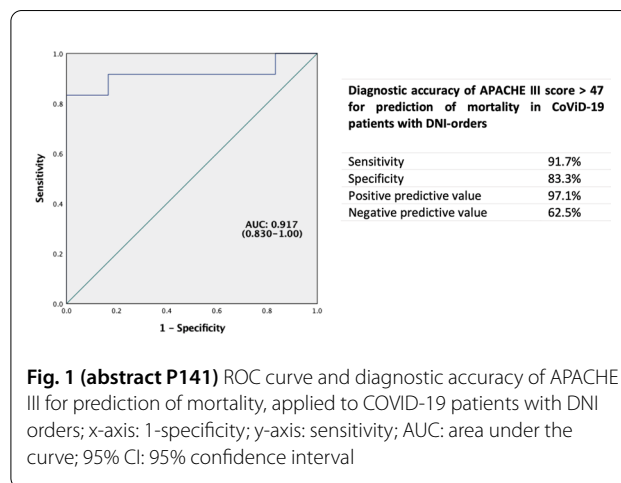 1.0
0.8
0.6
0.4
0.2
0.0
Sensitivity
AUC: 0.917
(0.830-1.00)
0.0 0.2 0.4 0.6 0.8 1.0
1 - Specificity
Diagnostic accuracy of APACHE III score > 47
for prediction of mortality in CoViD-19
patients with DNI-orders
Sensitivity 91.7%
Specificity 83.3%
Positive predictive value 97.1%
Negative predictive value 62.5%
Fig. 1 (abstract P141) ROC curve and diagnostic accuracy of APACHE
III for prediction of mortality, applied to COVID-19 patients with DNI
orders; x-axis: 1-specificity; y-axis: sensitivity; AUC: area under the
curve; 95% CI: 95% confidence interval